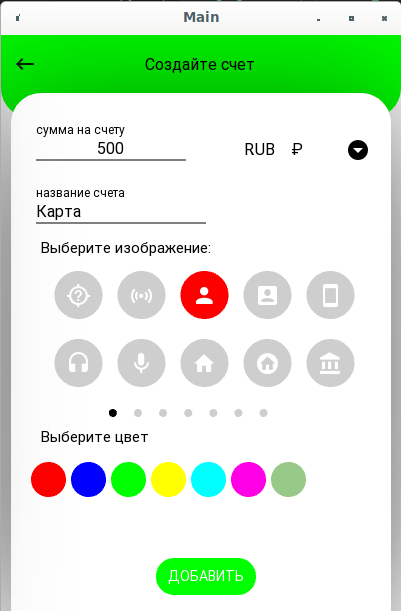 Main
Создайте счет
сумма на счету
500
RUB ₽
название счета
Карта
Выберите изображение:
Выберите цвет
ДОБАВИТЬ